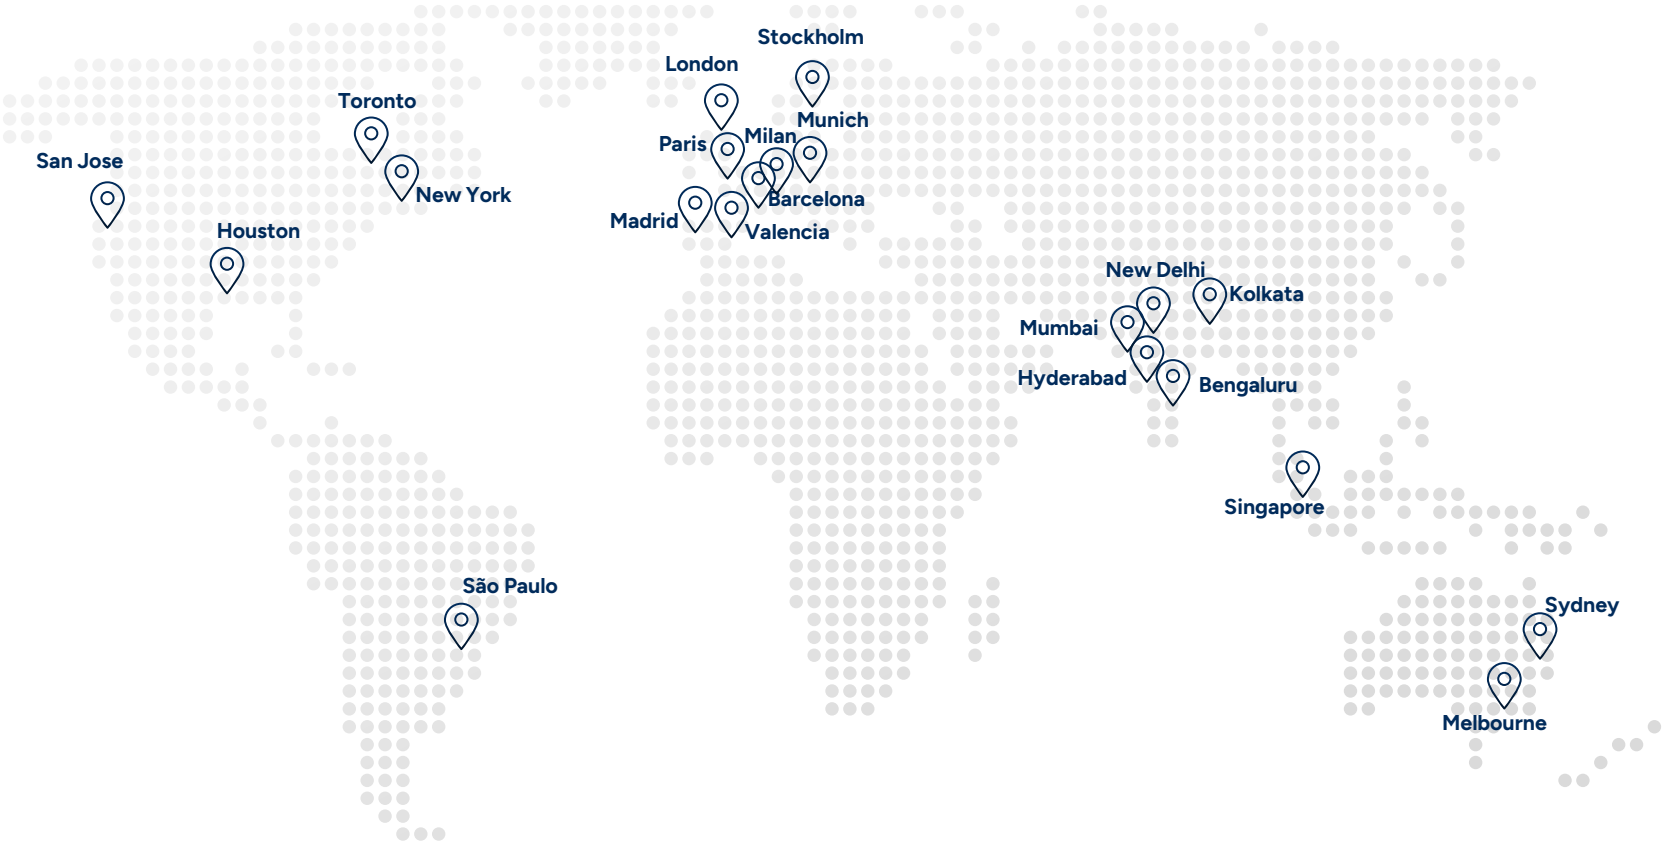 Stockholm
London
Toronto
Munich
Milan
Paris
San Jose
New York
Barcelona
Madrid
Houston
Valencia
New Delhi
Kolkata
Mumbai
Hyderabad
Bengaluru
Singapore
São Paulo
Sydney
Melbourne